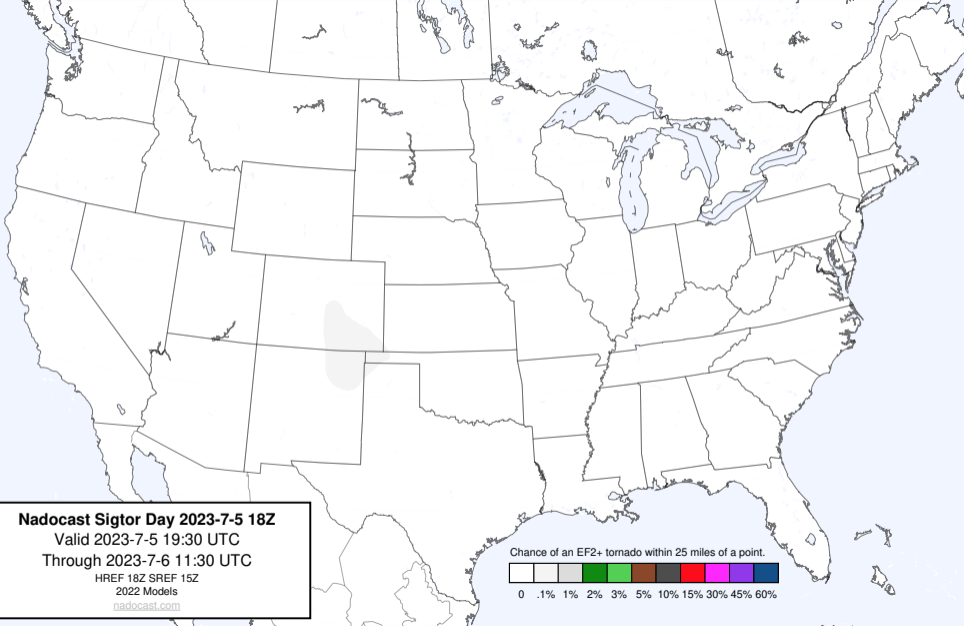 Nadocast Sigtor Day 2023-7-5 18Z
Valid 2023-7-5 19:30 UTC
Through 2023-7-6 11:30 UTC
HREF 18Z SREF 15Z
2022 Models
nadocast.com
Chance of an EF2+ tornado within 25 miles of a point.
0 .1% 1% 2% 3% 5% 10% 15% 30% 45% 60%